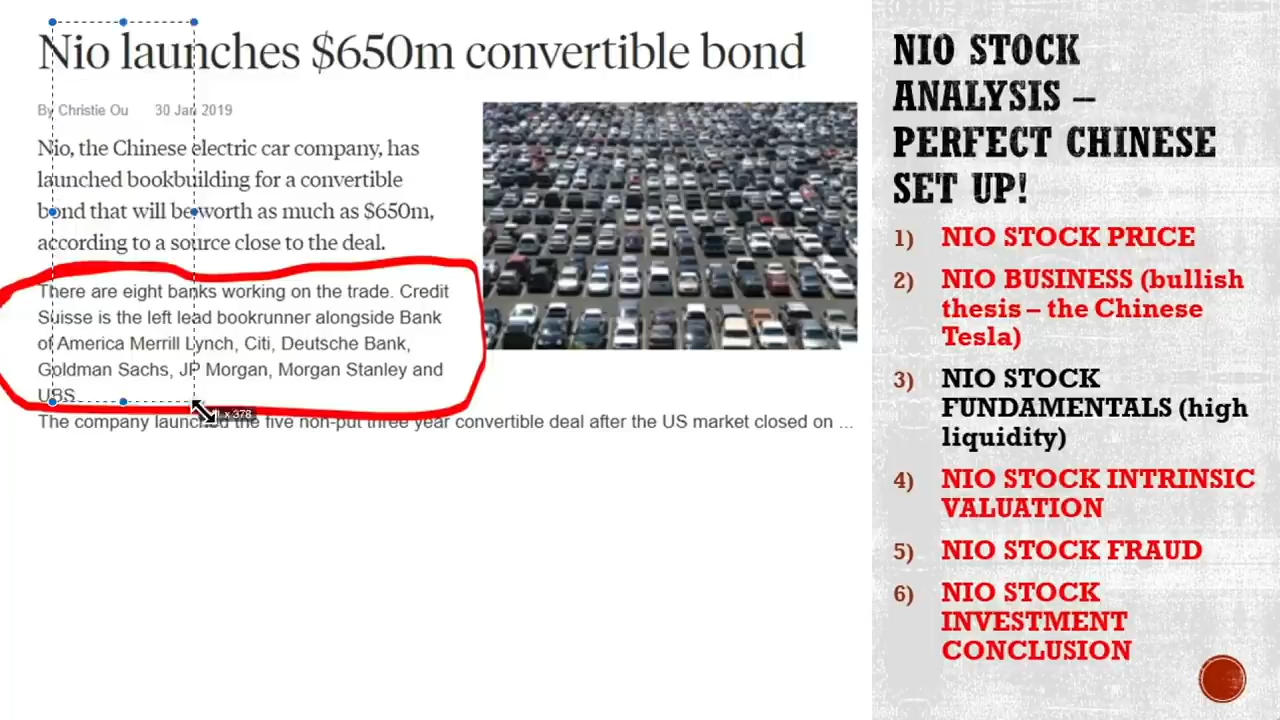 Nio launches $650m convertible bond
By Christie Ou 30 Jan 2019
Nio, the Chinese electric car company, has
launched bookbuilding for a convertible
bond that will be worth as much as $650m,
according to a source close to the deal.
There are eight banks working on the trade. Credit
Suisse is the left lead bookrunner alongside Bank
of America Merrill Lynch, Citi, Deutsche Bank,
Goldman Sachs, JP Morgan, Morgan Stanley and
UBS.
x 378
The company launched the five non-put three year convertible deal after the US market closed on ...
NIO STOCK
ANALYSIS –
PERFECT CHINESE
SET UP!
1) NIO STOCK PRICE
2) NIO BUSINESS (bullish
thesis – the Chinese
Tesla)
3) NIO STOCK
FUNDAMENTALS (high
liquidity)
4) NIO STOCK INTRINSIC
VALUATION
5) NIO STOCK FRAUD
6) NIO STOCK
INVESTMENT
CONCLUSION